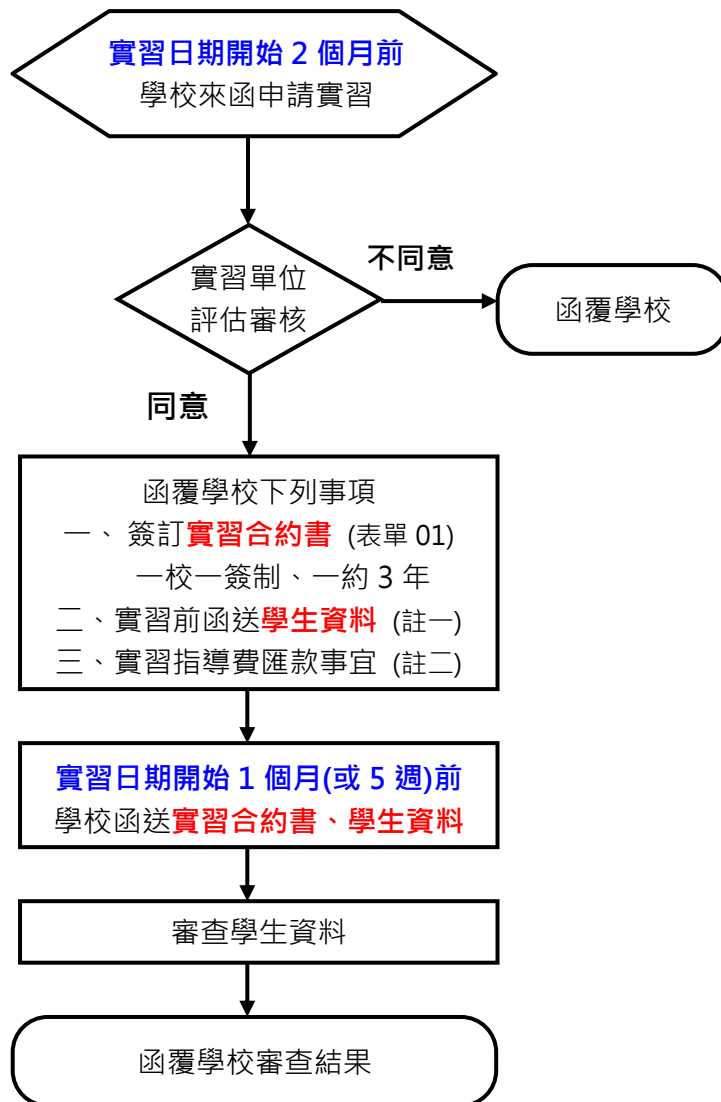 實習日期開始 2 個月前
學校來函申請實習
實習單位
評估審核
不同意
函覆學校
同意
函覆學校下列事項
一、 簽訂實習合約書 (表單 01)
一校一簽制、一約 3 年
二、實習前函送學生資料 (註一)
三、實習指導費匯款事宜 (註二)
實習日期開始 1 個月(或 5 週)前
學校函送實習合約書、學生資料
審查學生資料
函覆學校審查結果